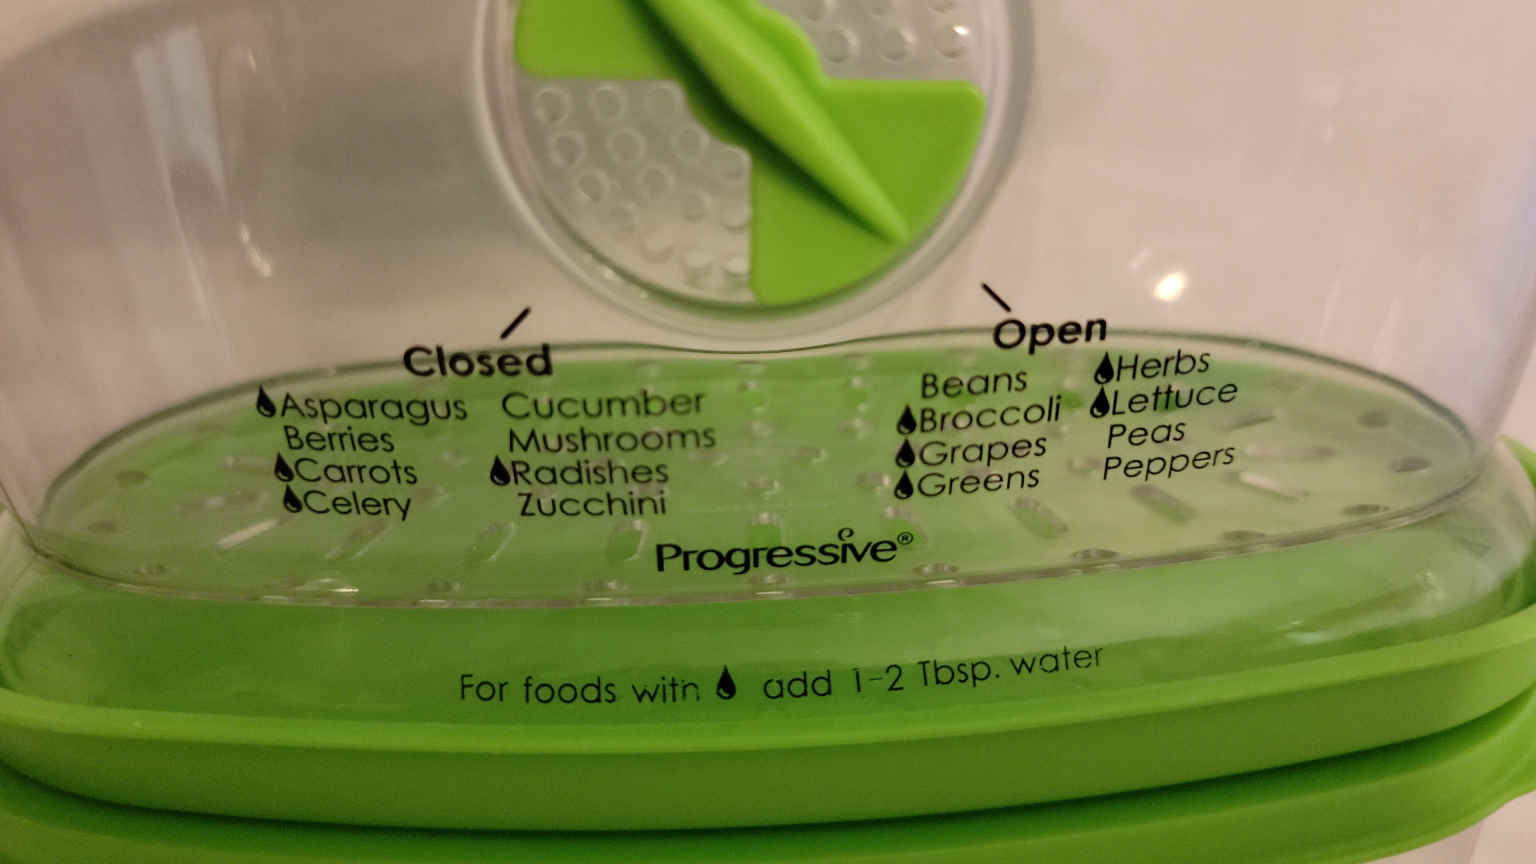 Closed
Asparagus
Berries
Carrots
Celery
Cucumber
Mushrooms
Radishes
Zucchini
Open
Beans
Broccoli
Grapes
Greens
Herbs
Lettuce
Peas
Peppers
Progressive®
For foods with add 1-2 Tbsp. water